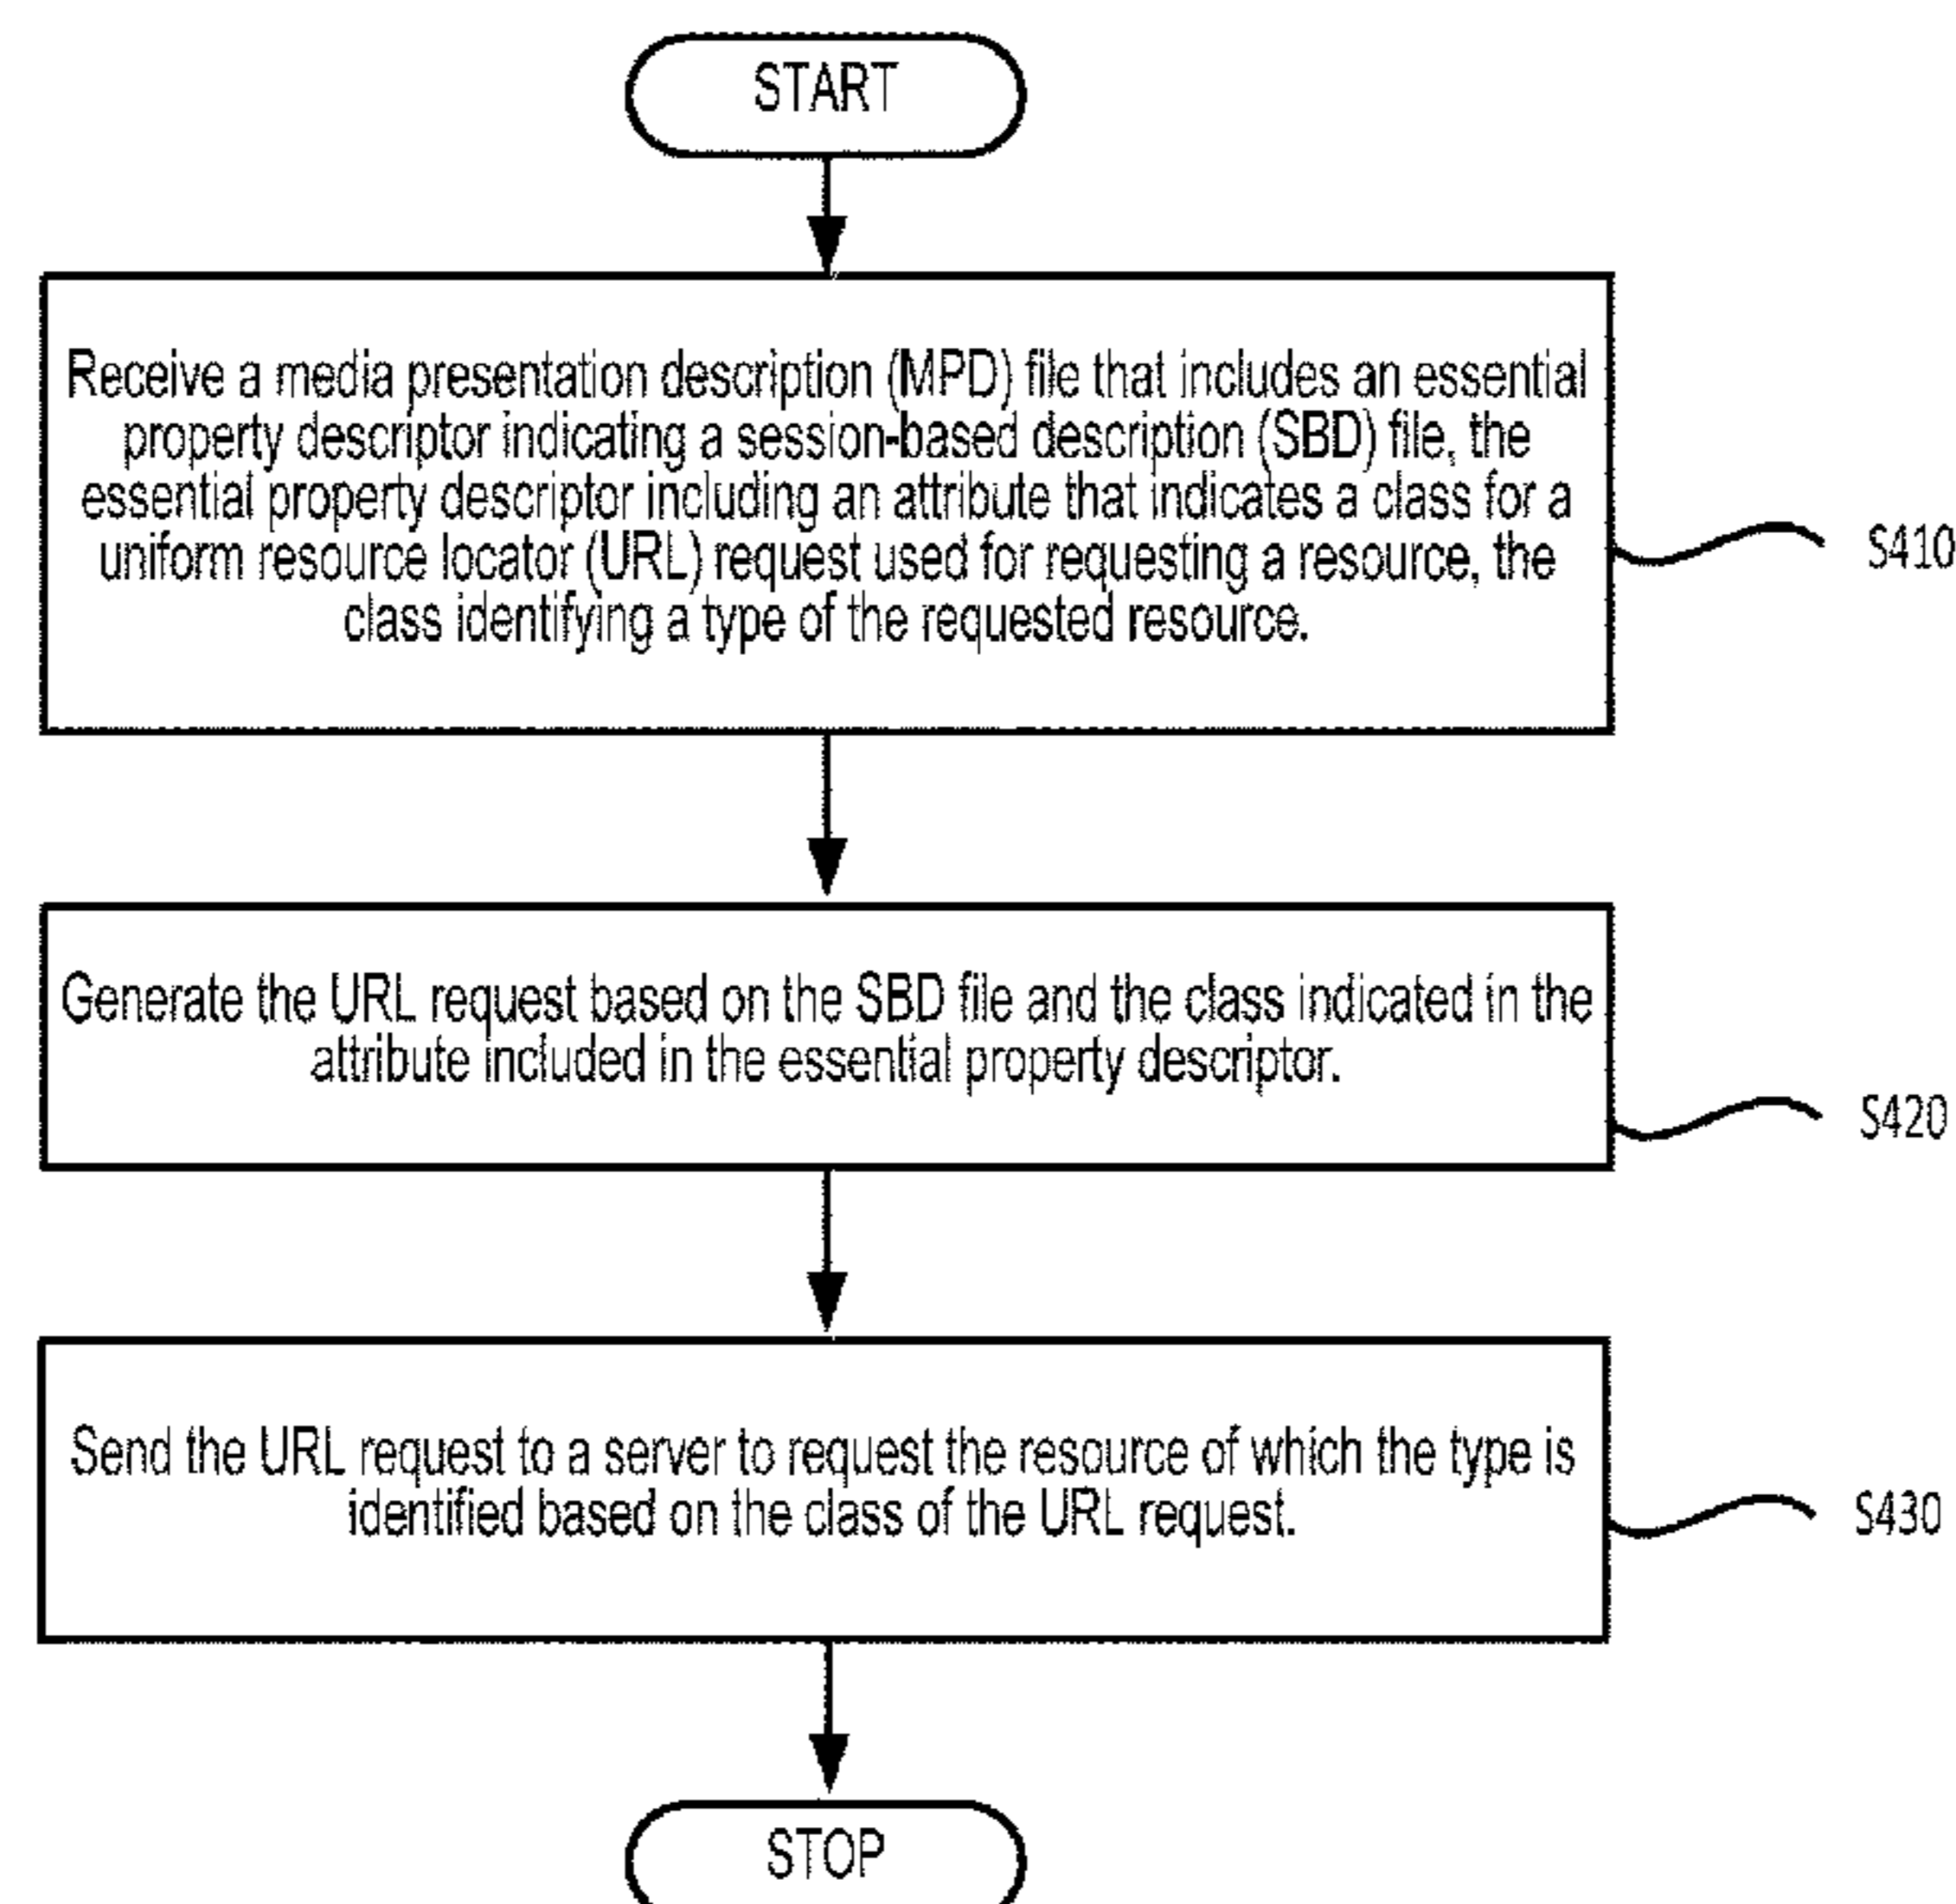 START
Receive a media presentation description (MPD) file that includes an essential
property descriptor indicating a session-based description (SBD) file, the
essential property descriptor including an attribute that indicates a class for a
uniform resource locator (URL) request used for requesting a resource, the
class identifying a type of the requested resource.
S410
Generate the URL request based on the SBD file and the class indicated in the
attribute included in the essential property descriptor.
S420
Send the URL request to a server to request the resource of which the type is
identified based on the class of the URL request.
S430
STOP